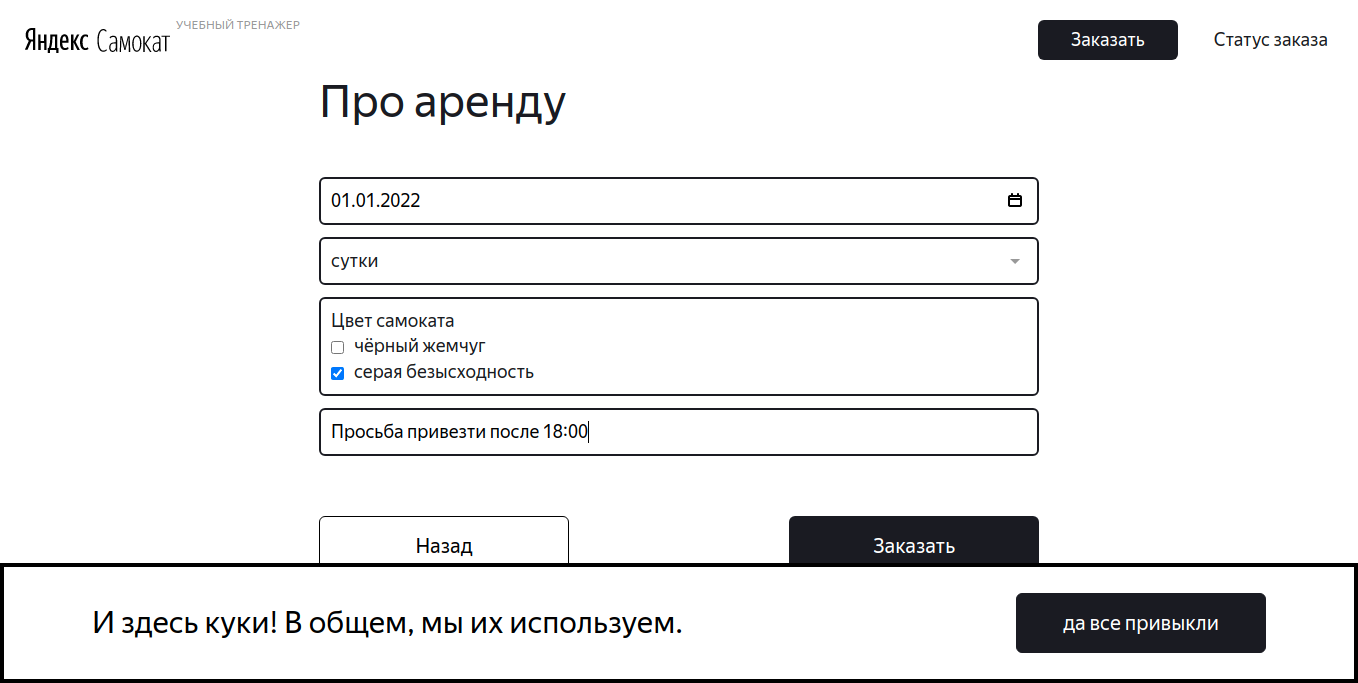 Яндекс Самокат
УЧЕБНЫЙ ТРЕНАЖЕР
Заказать
Статус заказа
Про аренду
01.01.2022
сутки
Цвет самоката
чёрный жемчуг
серая безысходность
Просьба привезти после 18:00
Назад
Заказать
И здесь куки! В общем, мы их используем.
да все привыкли